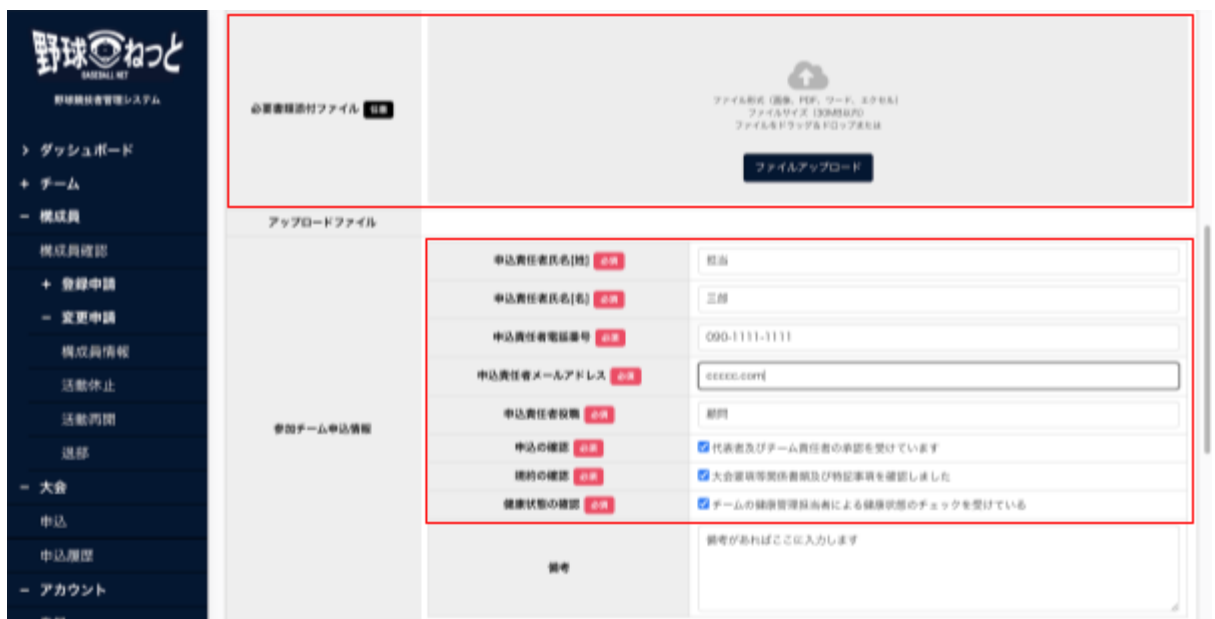 野球ねっと
BASEBALL NET
野球競技者管理システム
> ダッシュボード
+ チーム
− 構成員
構成員確認
+ 登録申請
− 変更申請
構成員情報
活動休止
活動再開
退部
− 大会
申込
申込履歴
− アカウント
必要書類添付ファイル 任意
ファイル形式 (画像、PDF、ワード、エクセル)
ファイルサイズ (30MB以内)
ファイルをドラッグ&ドロップまたは
ファイルアップロード
アップロードファイル
参加チーム申込情報
申込責任者氏名[姓] 必須 担当
申込責任者氏名[名] 必須 三郎
申込責任者電話番号 必須 090-1111-1111
申込責任者メールアドレス 必須 ccccc.com
申込責任者役職 必須 顧問
申込の確認 必須 代表者及びチーム責任者の承認を受けています
規約の確認 必須 大会要項等関係書類及び特記事項を確認しました
健康状態の確認 必須 チームの健康管理担当者による健康状態のチェックを受けている
備考 備考があればここに入力します